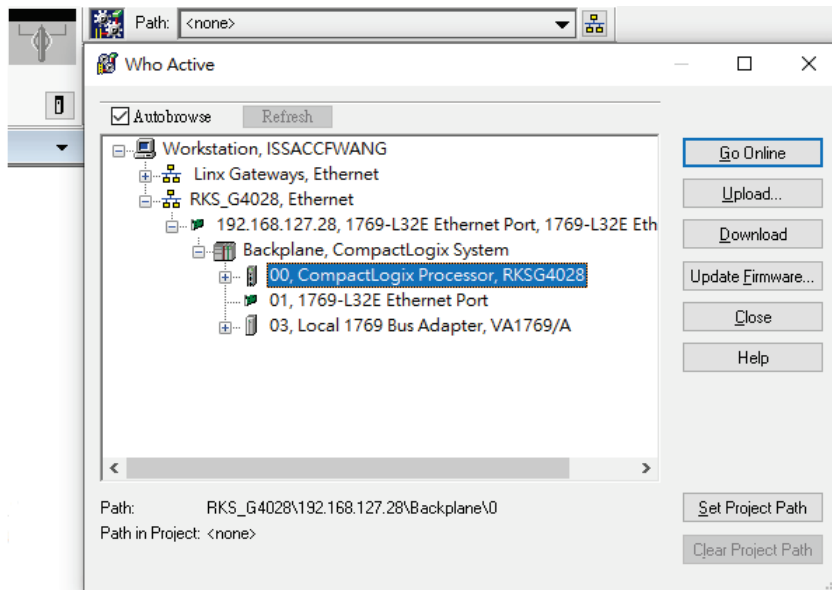 Path: <none>
Who Active
Autobrowse Refresh
Workstation, ISSACCFWANG
Linx Gateways, Ethernet
RKS_G4028, Ethernet
192.168.127.28, 1769-L32E Ethernet Port, 1769-L32E Eth
Backplane, CompactLogix System
00, CompactLogix Processor, RKSG4028
01, 1769-L32E Ethernet Port
03, Local 1769 Bus Adapter, VA1769/A
Go Online
Upload...
Download
Update Firmware...
Close
Help
Path: RKS_G4028\192.168.127.28\Backplane\0
Path in Project: <none>
Set Project Path
Clear Project Path